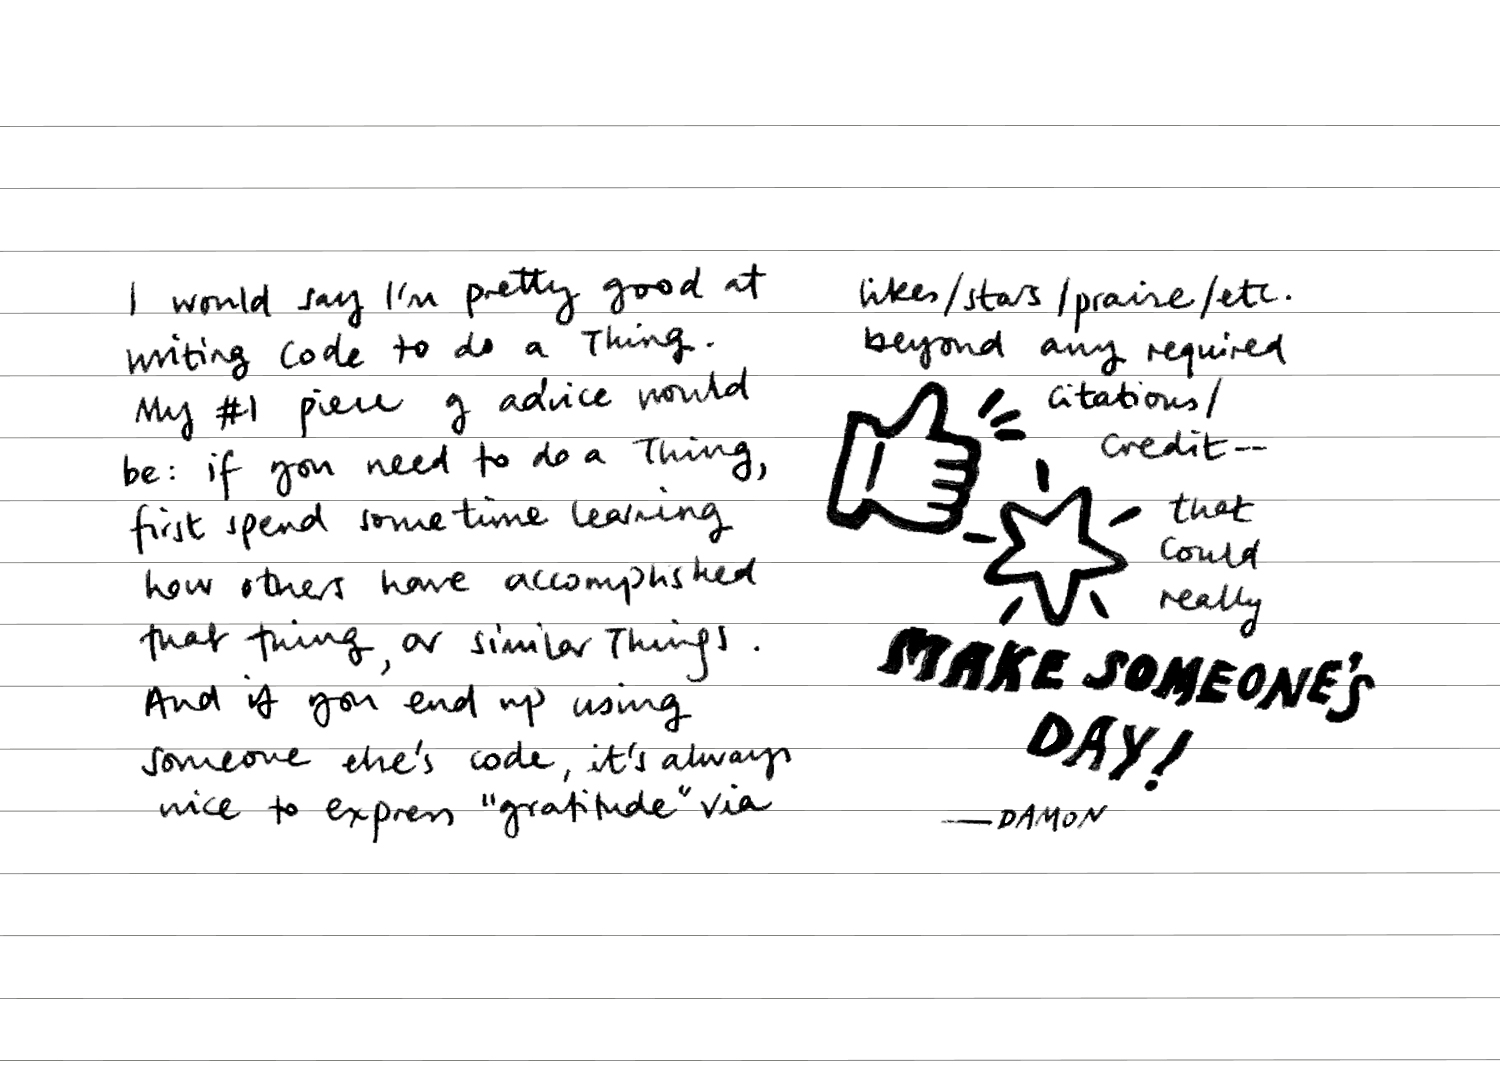 I would say I'm pretty good at
writing code to do a Thing.
My #1 piece of advice would
be: if you need to do a Thing,
first spend some time learning
how others have accomplished
that thing, or similar Things.
And if you end up using
someone else's code, it's always
nice to express "gratitude" via
likes/stars/praise/etc.
beyond any required
citations/
credit--
that
could
really
MAKE SOMEONE'S
DAY!
—DAMON